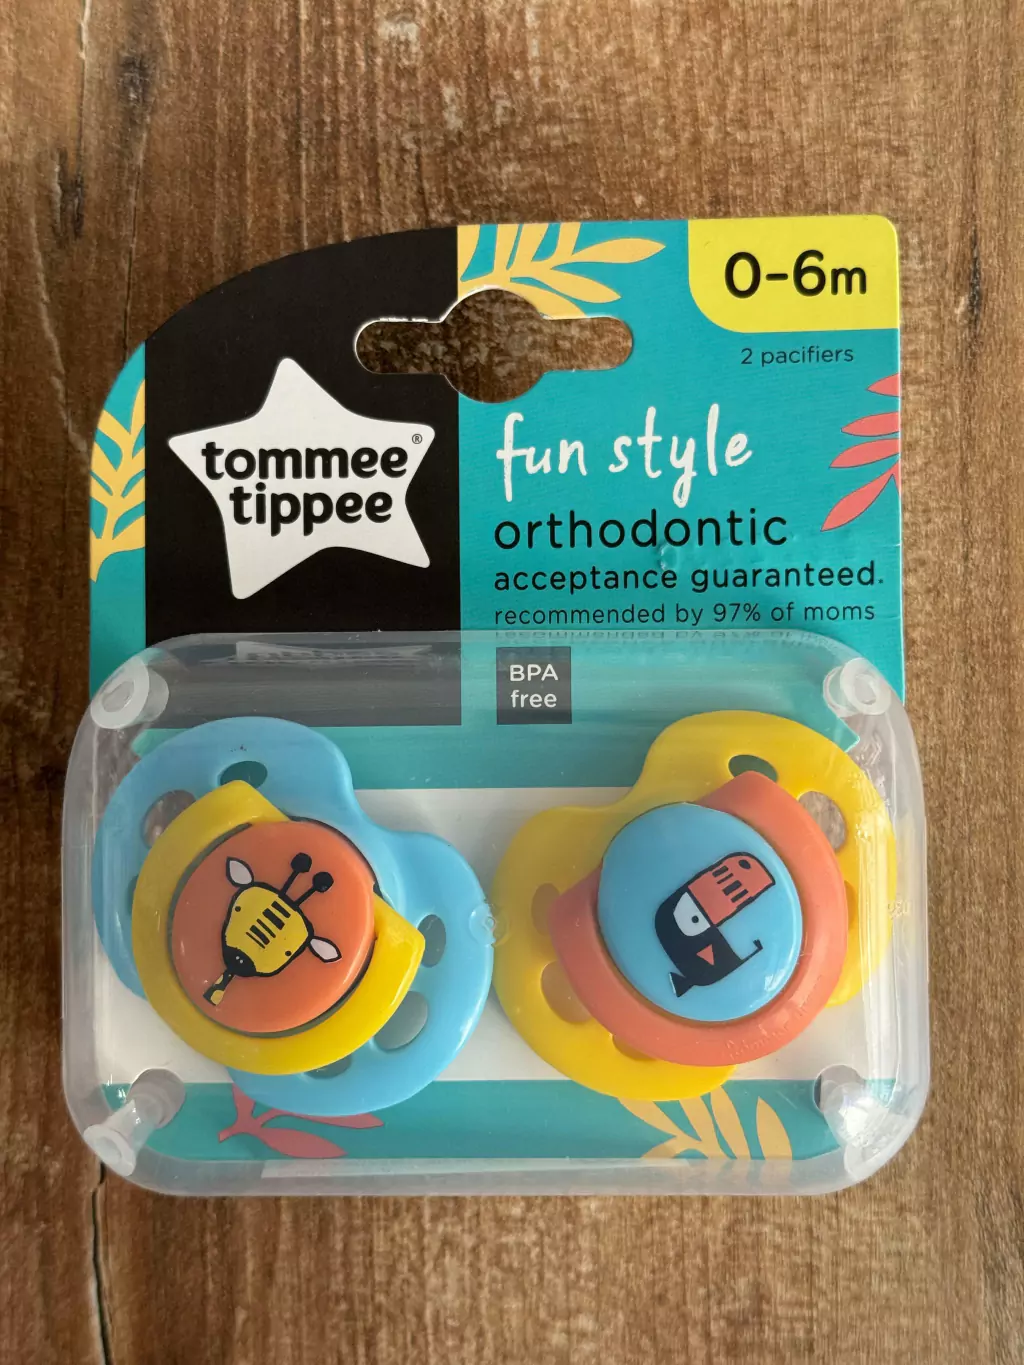 0-6m
2 pacifiers
tommee®
tippee
fun style
orthodontic
acceptance guaranteed.
recommended by 97% of moms
BPA
free